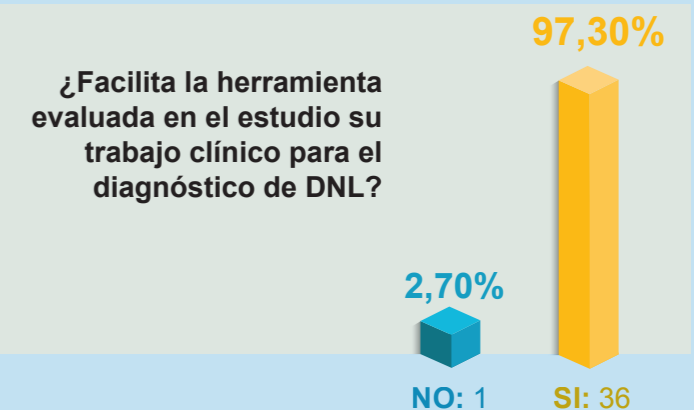 97,30%
¿Facilita la herramienta
evaluada en el estudio su
trabajo clínico para el
diagnóstico de DNL?
2,70%
NO: 1
SI: 36